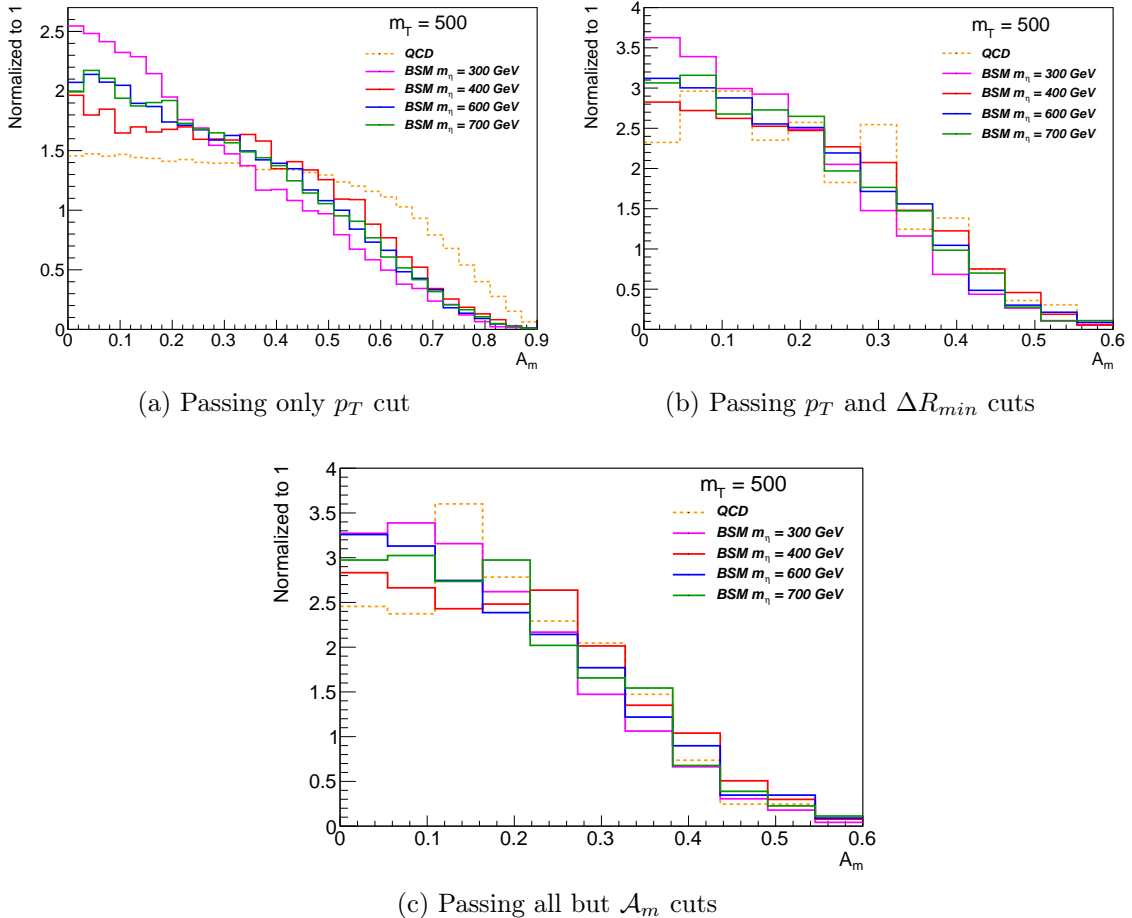 Normalized to 1
2.5
2
1.5
1
0.5
0
0 0.1 0.2 0.3 0.4 0.5 0.6 0.7 0.8 0.9
A_m
m_T = 500
QCD
BSM m_η = 300 GeV
BSM m_η = 400 GeV
BSM m_η = 600 GeV
BSM m_η = 700 GeV
(a) Passing only p_T cut
Normalized to 1
4
3.5
3
2.5
2
1.5
1
0.5
0
0 0.1 0.2 0.3 0.4 0.5 0.6
A_m
m_T = 500
QCD
BSM m_η = 300 GeV
BSM m_η = 400 GeV
BSM m_η = 600 GeV
BSM m_η = 700 GeV
(b) Passing p_T and ΔR_min cuts
Normalized to 1
4
3.5
3
2.5
2
1.5
1
0.5
0
0 0.1 0.2 0.3 0.4 0.5 0.6
A_m
m_T = 500
QCD
BSM m_η = 300 GeV
BSM m_η = 400 GeV
BSM m_η = 600 GeV
BSM m_η = 700 GeV
(c) Passing all but 𝒜_m cuts